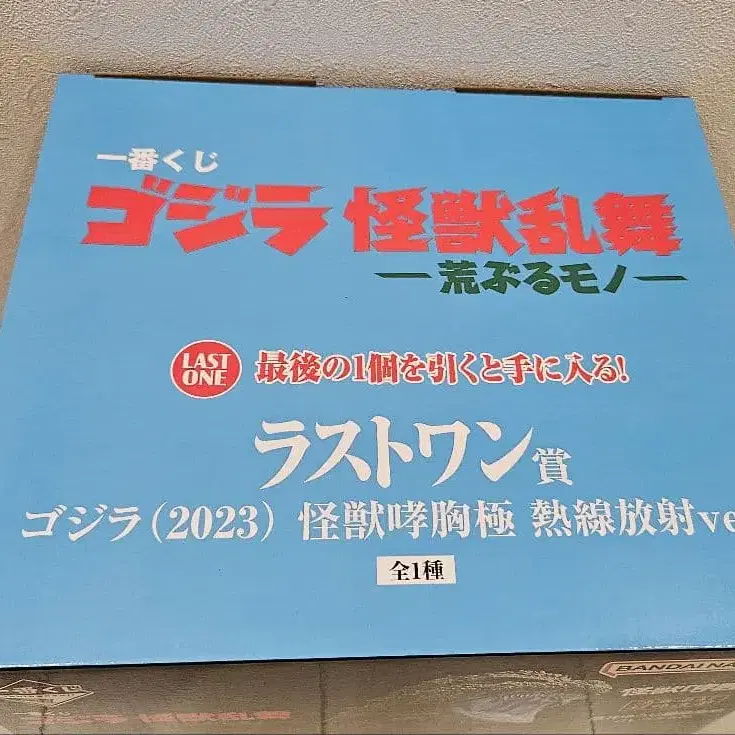 一番くじ
ゴジラ 怪獣乱舞
―荒ぶるモノ―
LAST
ONE
最後の1個を引くと手に入る!
ラストワン賞
ゴジラ(2023) 怪獣哮胸極 熱線放射ve
全1種
BANDAI NA